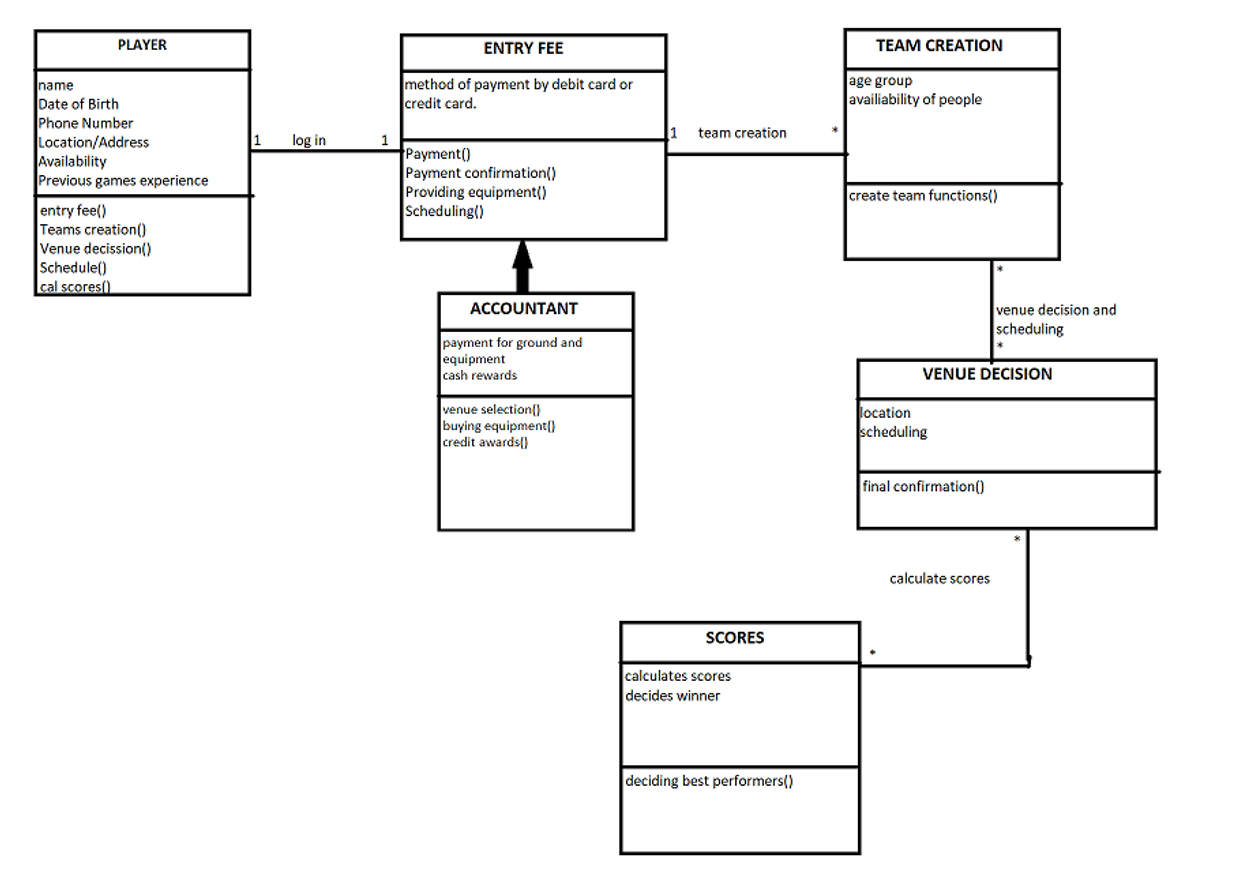 PLAYER
name
Date of Birth
Phone Number
Location/Address
Availability
Previous games experience
entry fee()
Teams creation()
Venue decission()
Schedule()
cal scores()
1
log in
1
ENTRY FEE
method of payment by debit card or
credit card.
Payment()
Payment confirmation()
Providing equipment()
Scheduling()
1
team creation
*
TEAM CREATION
age group
availiability of people
create team functions()
ACCOUNTANT
payment for ground and
equipment
cash rewards
venue selection()
buying equipment()
credit awards()
*
venue decision and
scheduling
*
VENUE DECISION
location
scheduling
final confirmation()
*
calculate scores
*
SCORES
calculates scores
decides winner
deciding best performers()